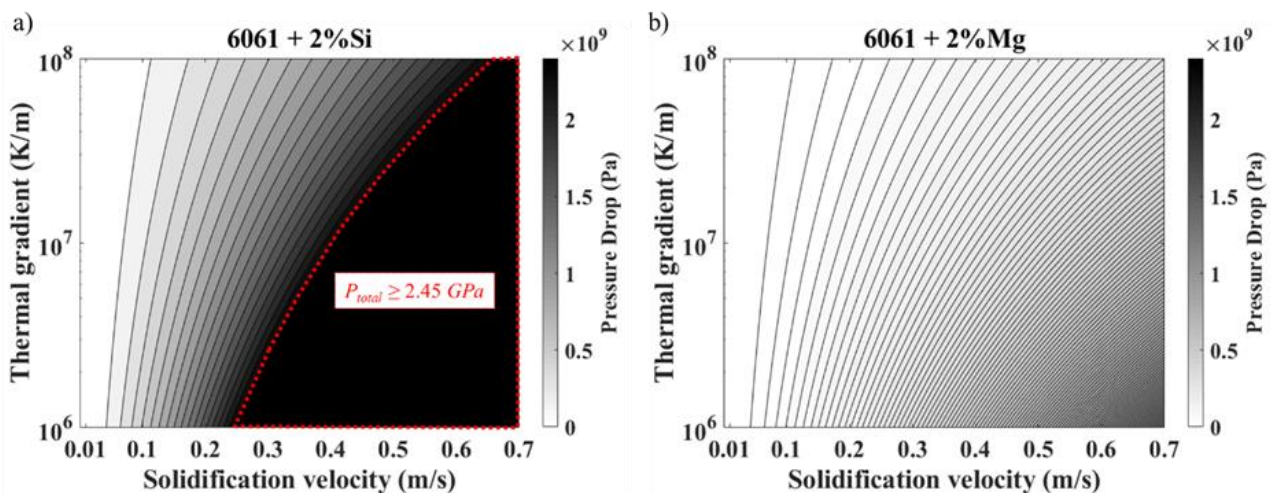 a)
6061 + 2%Si
×10⁹
10⁸
10⁷
10⁶
Thermal gradient (K/m)
P_total ≥ 2.45 GPa
0.01 0.1 0.2 0.3 0.4 0.5 0.6 0.7
Solidification velocity (m/s)
2
1.5
1
0.5
0
Pressure Drop (Pa)
b)
6061 + 2%Mg
×10⁹
10⁸
10⁷
10⁶
Thermal gradient (K/m)
0.01 0.1 0.2 0.3 0.4 0.5 0.6 0.7
Solidification velocity (m/s)
2
1.5
1
0.5
0
Pressure Drop (Pa)